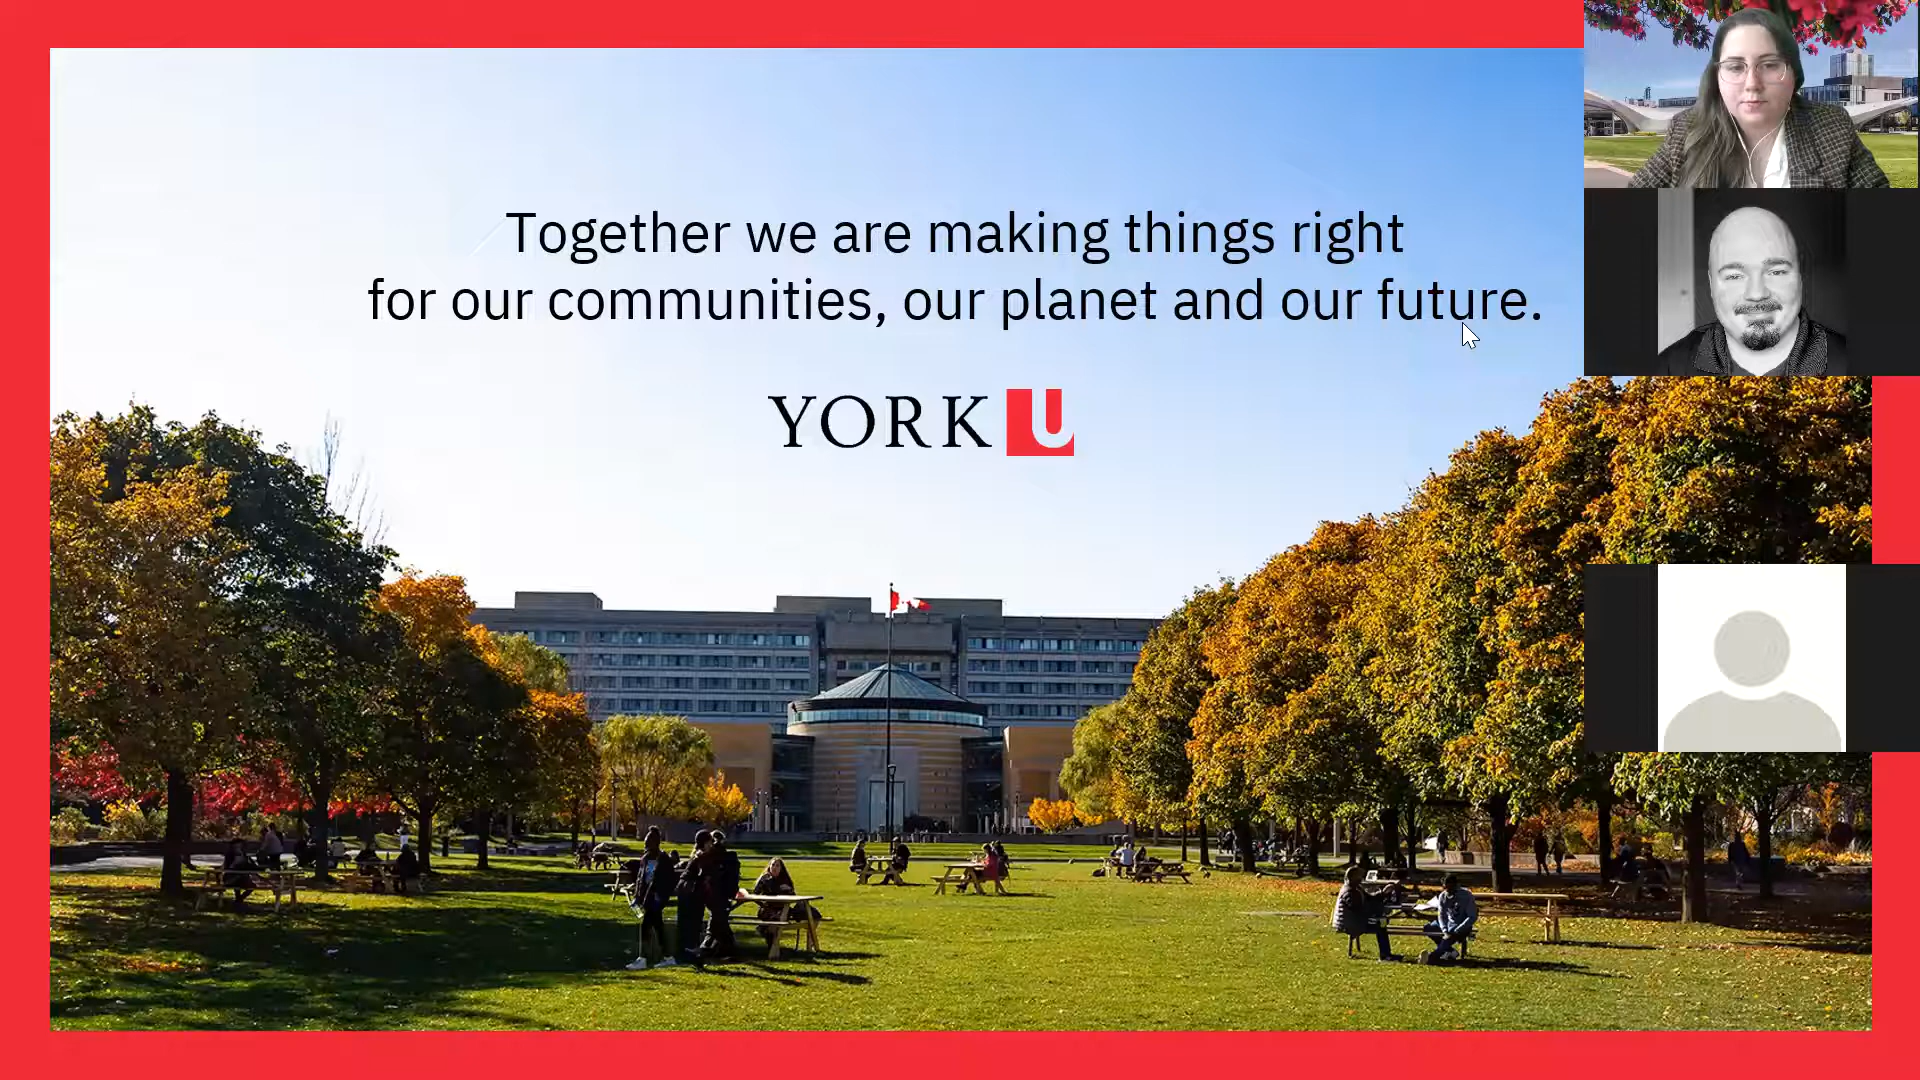 Together we are making things right
for our communities, our planet and our future.
YORK U